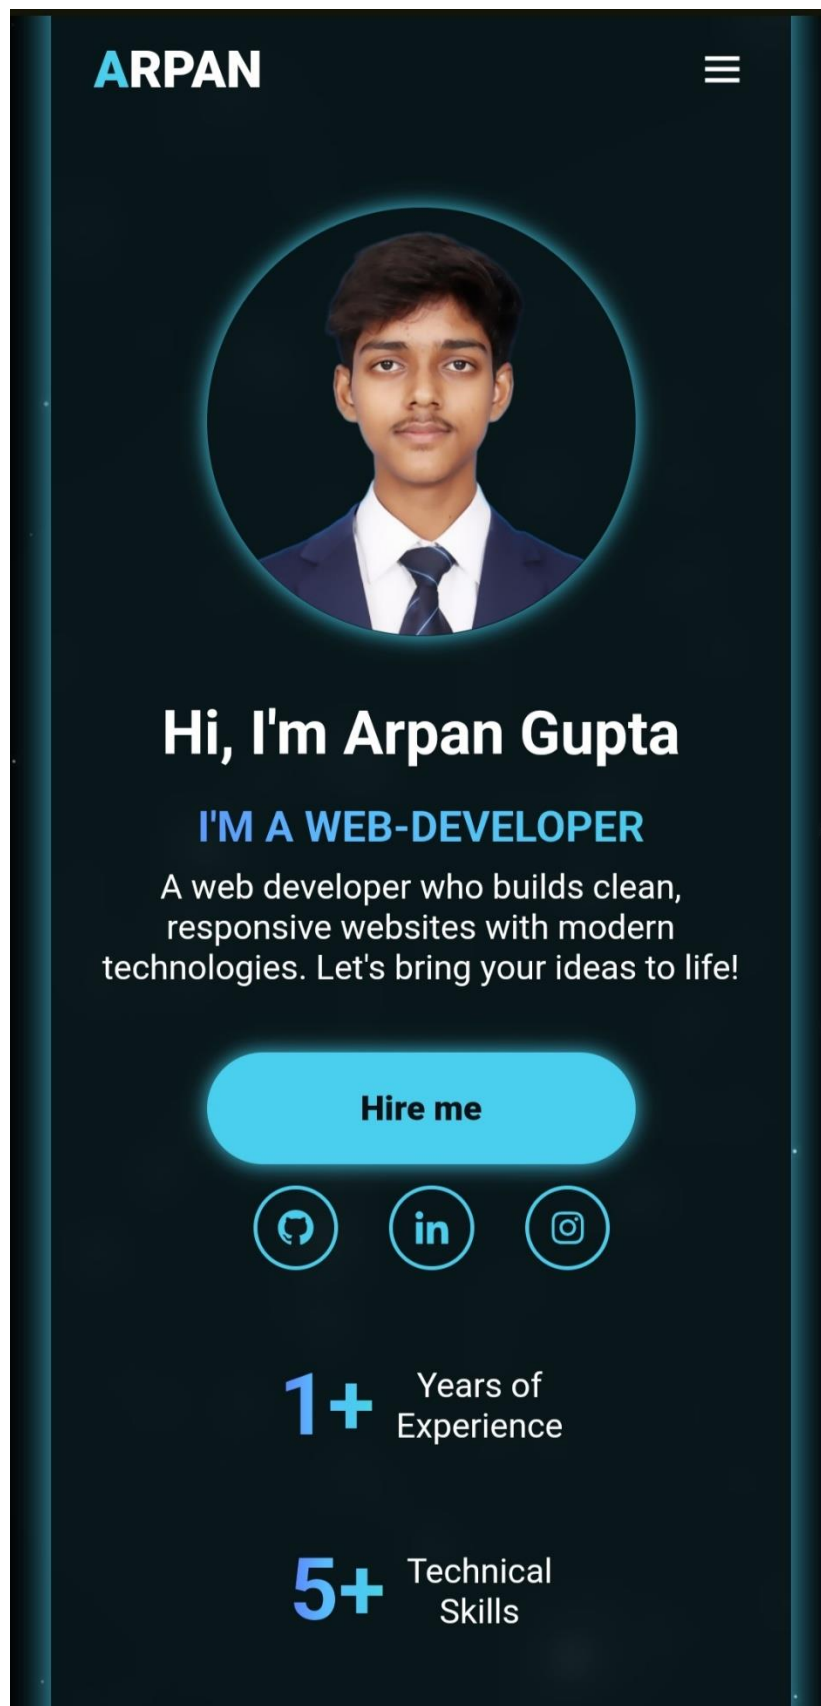 ARPAN
Hi, I'm Arpan Gupta
I'M A WEB-DEVELOPER
A web developer who builds clean,
responsive websites with modern
technologies. Let's bring your ideas to life!
Hire me
in
1+
Years of
Experience
5+
Technical
Skills